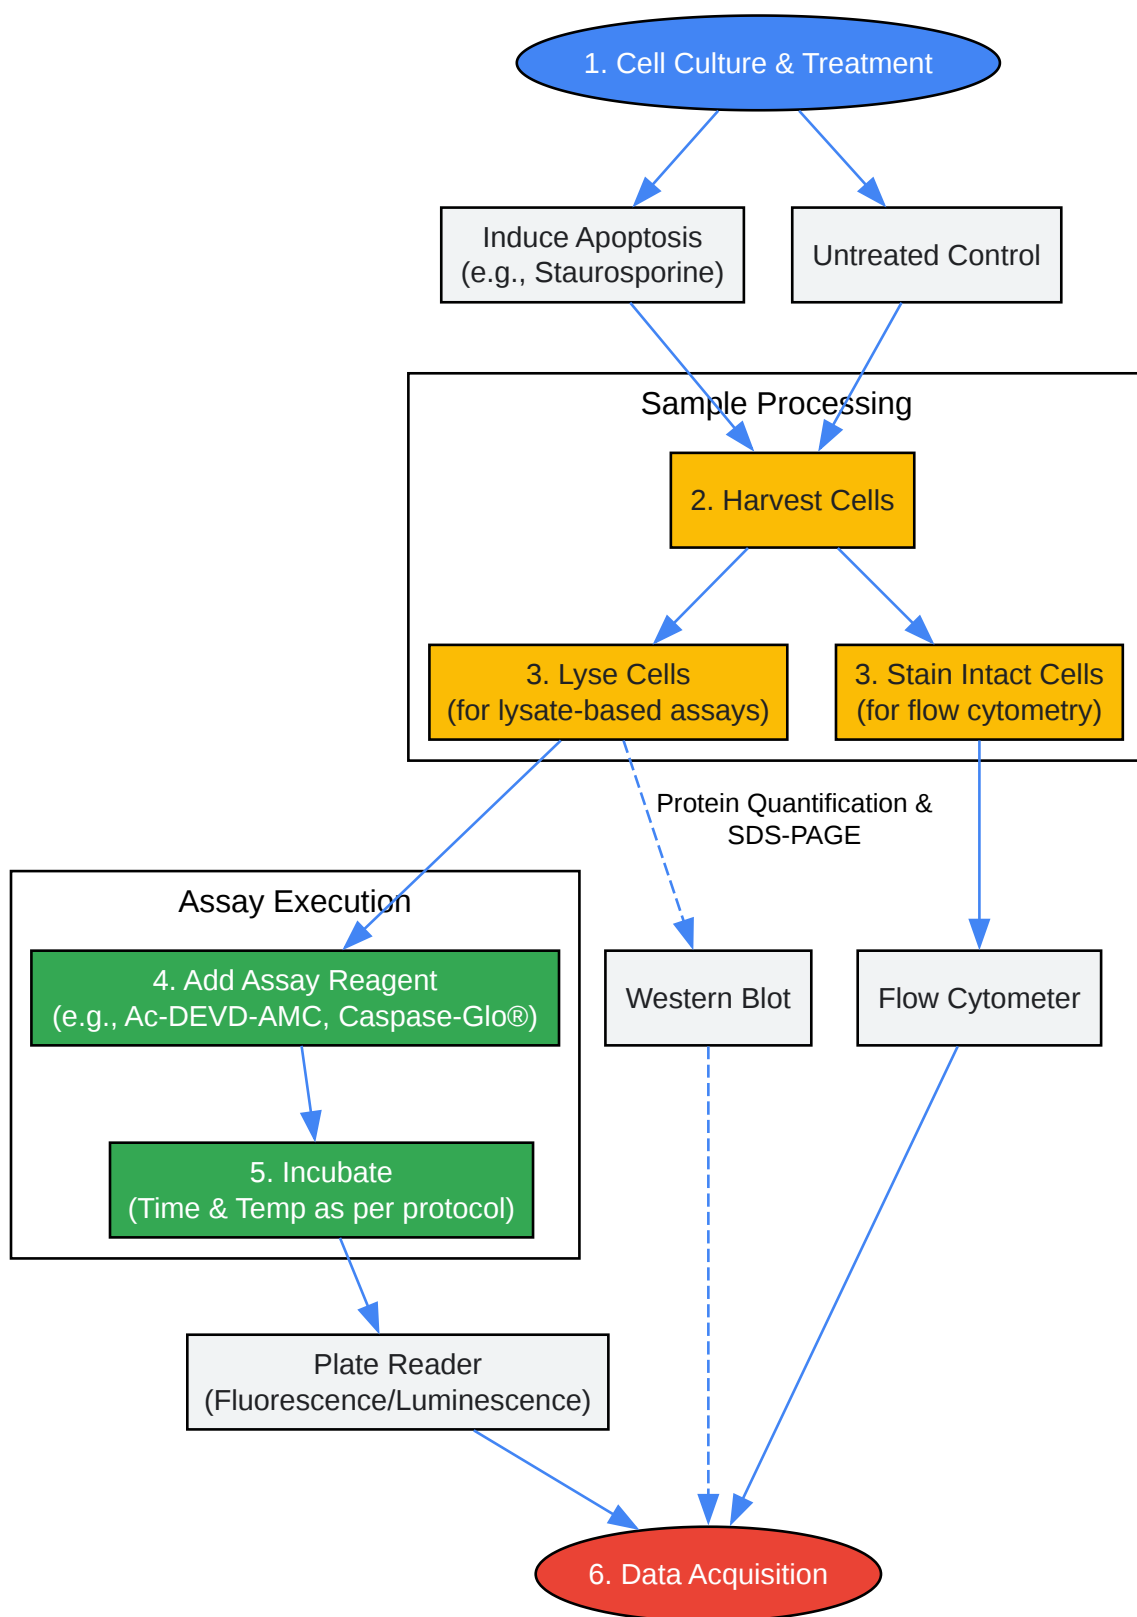 1. Cell Culture & Treatment
Induce Apoptosis
(e.g., Staurosporine)
Untreated Control
Sample Processing
2. Harvest Cells
3. Lyse Cells
(for lysate-based assays)
3. Stain Intact Cells
(for flow cytometry)
Protein Quantification &
SDS-PAGE
Assay Execution
4. Add Assay Reagent
(e.g., Ac-DEVD-AMC, Caspase-Glo®)
Western Blot
Flow Cytometer
5. Incubate
(Time & Temp as per protocol)
Plate Reader
(Fluorescence/Luminescence)
6. Data Acquisition